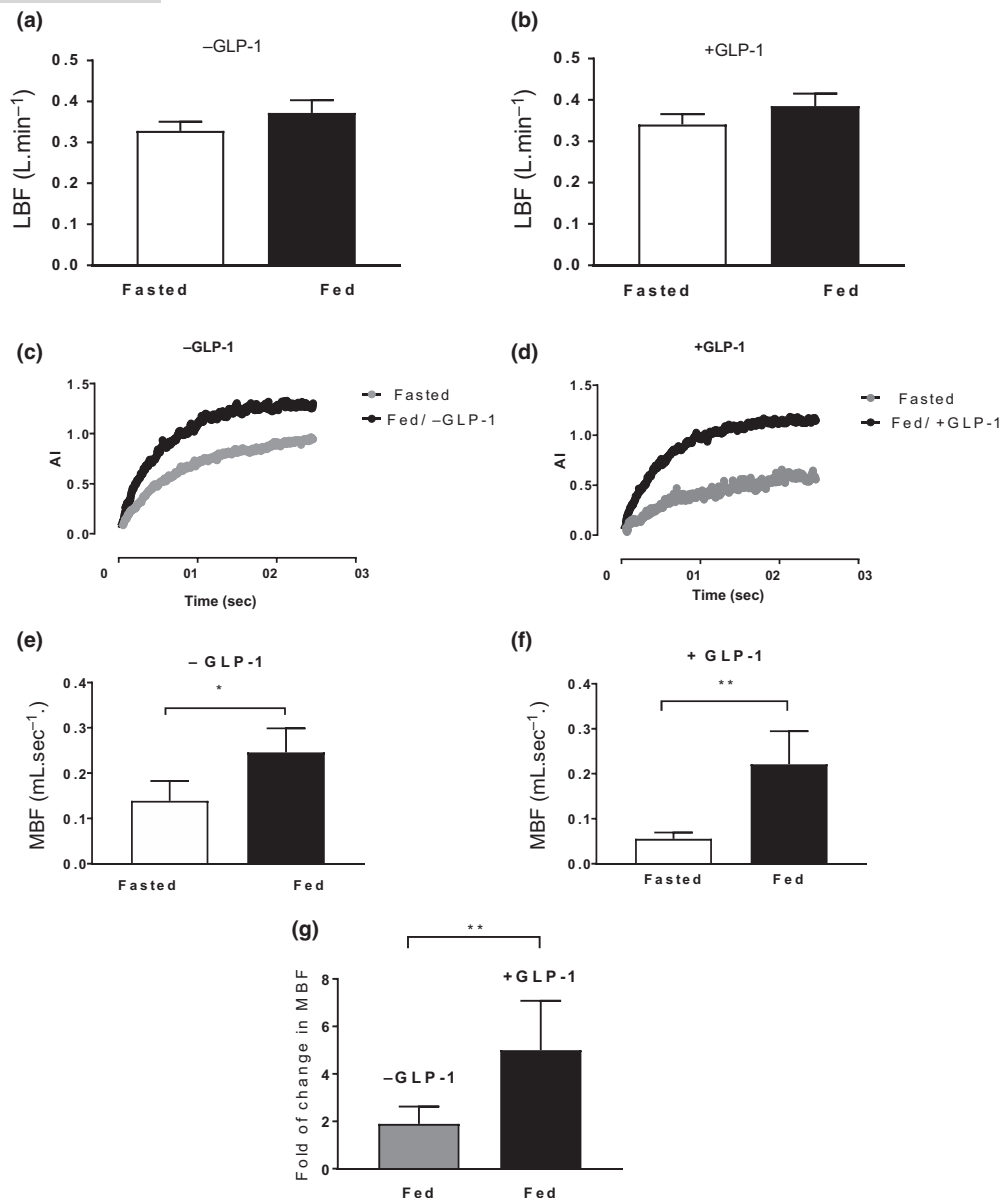 (a)
–GLP-1
LBF (L.min⁻¹)
0.5
0.4
0.3
0.2
0.1
0.0
Fasted Fed
(b)
+GLP-1
LBF (L.min⁻¹)
0.5
0.4
0.3
0.2
0.1
0.0
Fasted Fed
(c)
–GLP-1
AI
1.5
1.0
0.5
0.0
0 01 02 03
Time (sec)
Fasted
Fed/ –GLP-1
(d)
+GLP-1
AI
1.5
1.0
0.5
0.0
0 01 02 03
Time (sec)
Fasted
Fed/ +GLP-1
(e)
– GLP-1
MBF (mL.sec⁻¹.)
0.4
0.3
0.2
0.1
0.0
*
Fasted Fed
(f)
+ GLP-1
MBF (mL.sec⁻¹.)
0.4
0.3
0.2
0.1
0.0
**
Fasted Fed
(g)
**
Fold of change in MBF
8
6
4
2
0
–GLP-1
+GLP-1
Fed Fed